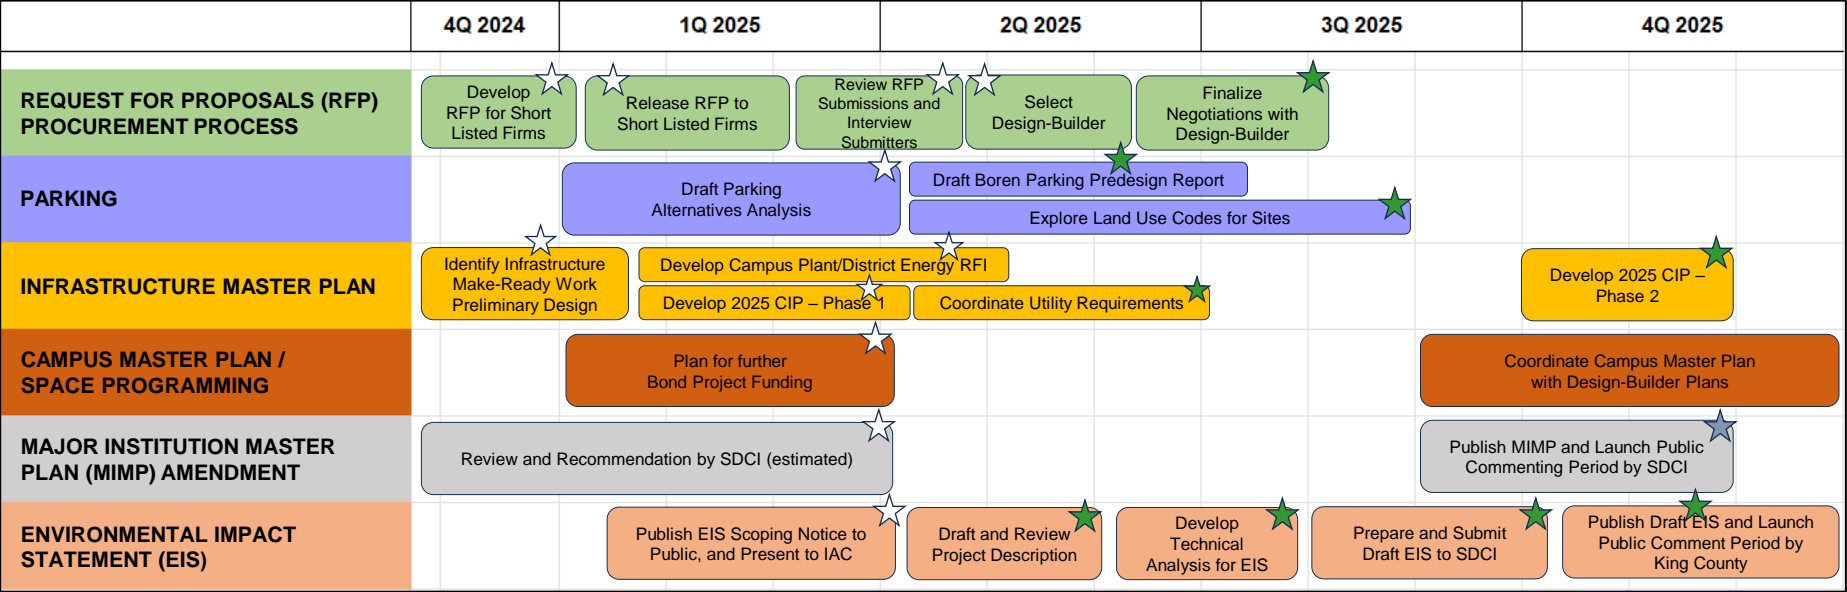 4Q 2024
1Q 2025
2Q 2025
3Q 2025
4Q 2025
REQUEST FOR PROPOSALS (RFP)
PROCUREMENT PROCESS
Develop
RFP for Short
Listed Firms
Release RFP to
Short Listed Firms
Review RFP
Submissions and
Interview
Submitters
Select
Design-Builder
Finalize
Negotiations with
Design-Builder
PARKING
Draft Parking
Alternatives Analysis
Draft Boren Parking Predesign Report
Explore Land Use Codes for Sites
INFRASTRUCTURE MASTER PLAN
Identify Infrastructure
Make-Ready Work
Preliminary Design
Develop Campus Plant/District Energy RFI
Develop 2025 CIP – Phase 1
Coordinate Utility Requirements
Develop 2025 CIP –
Phase 2
CAMPUS MASTER PLAN /
SPACE PROGRAMMING
Plan for further
Bond Project Funding
Coordinate Campus Master Plan
with Design-Builder Plans
MAJOR INSTITUTION MASTER
PLAN (MIMP) AMENDMENT
Review and Recommendation by SDCI (estimated)
Publish MIMP and Launch Public
Commenting Period by SDCI
ENVIRONMENTAL IMPACT
STATEMENT (EIS)
Publish EIS Scoping Notice to
Public, and Present to IAC
Draft and Review
Project Description
Develop
Technical
Analysis for EIS
Prepare and Submit
Draft EIS to SDCI
Publish Draft EIS and Launch
Public Comment Period by
King County